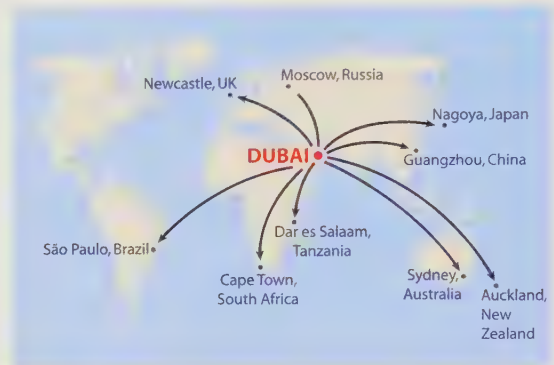 Newcastle, UK
Moscow, Russia
Nagoya, Japan
DUBAI
Guangzhou, China
Dar es Salaam,
Tanzania
São Paulo, Brazil
Cape Town,
South Africa
Sydney,
Australia
Auckland,
New
Zealand